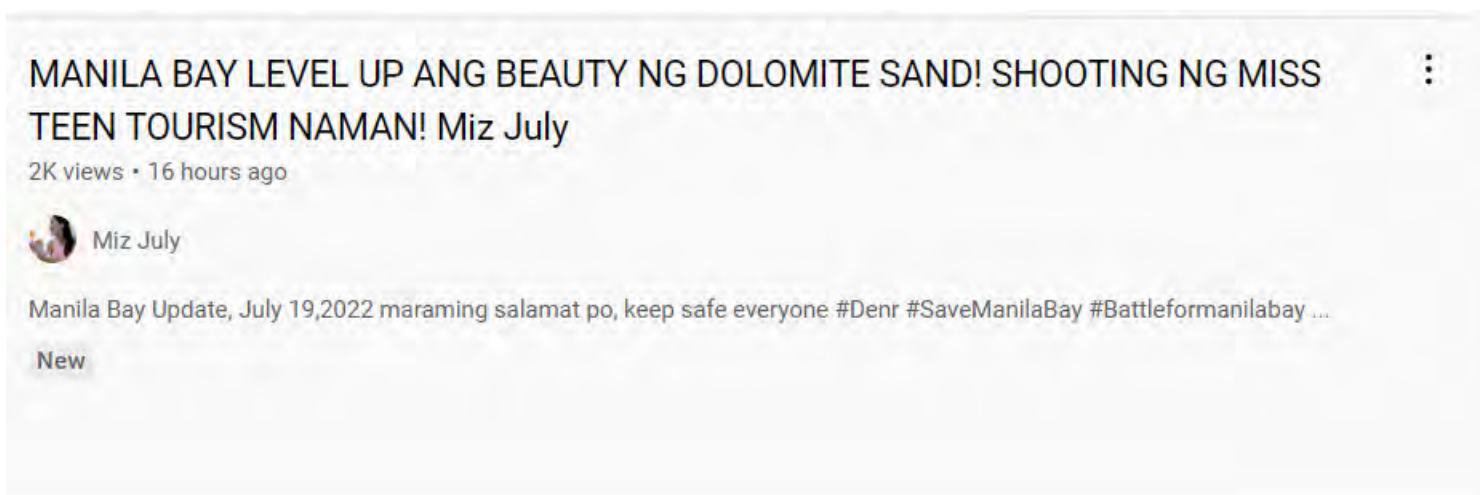 MANILA BAY LEVEL UP ANG BEAUTY NG DOLOMITE SAND! SHOOTING NG MISS
TEEN TOURISM NAMAN! Miz July
2K views • 16 hours ago
Miz July
Manila Bay Update, July 19,2022 maraming salamat po, keep safe everyone #Denr #SaveManilaBay #Battleformanilabay ...
New